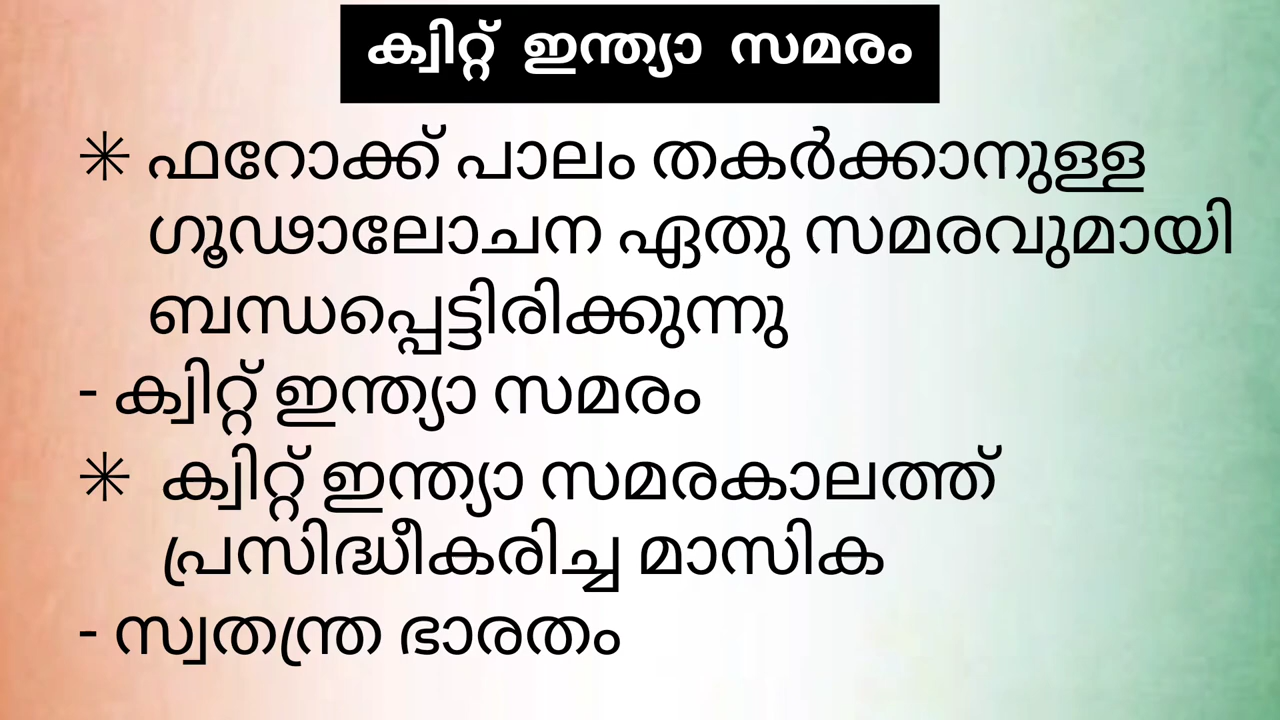 ക്വിറ്റ് ഇന്ത്യാ സമരം
✳ ഫറോക്ക് പാലം തകർക്കാനുള്ള
ഗൂഢാലോചന ഏതു സമരവുമായി
ബന്ധപ്പെട്ടിരിക്കുന്നു
- ക്വിറ്റ് ഇന്ത്യാ സമരം
✳ ക്വിറ്റ് ഇന്ത്യാ സമരകാലത്ത്
പ്രസിദ്ധീകരിച്ച മാസിക
- സ്വതന്ത്ര ഭാരതം